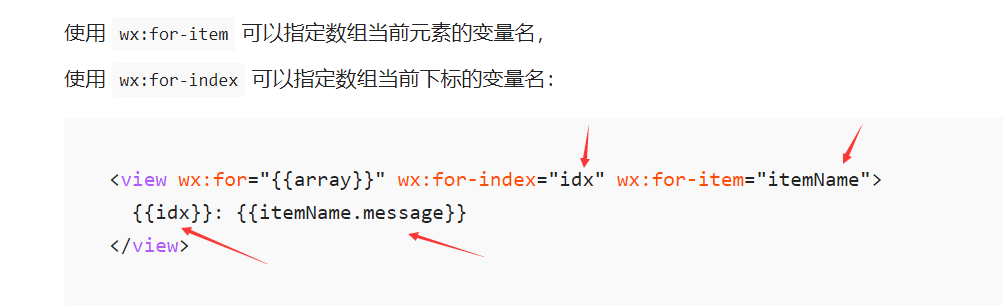 使用 wx:for-item 可以指定数组当前元素的变量名，
使用 wx:for-index 可以指定数组当前下标的变量名：
<view wx:for="{{array}}" wx:for-index="idx" wx:for-item="itemName">
{{idx}}: {{itemName.message}}
</view>